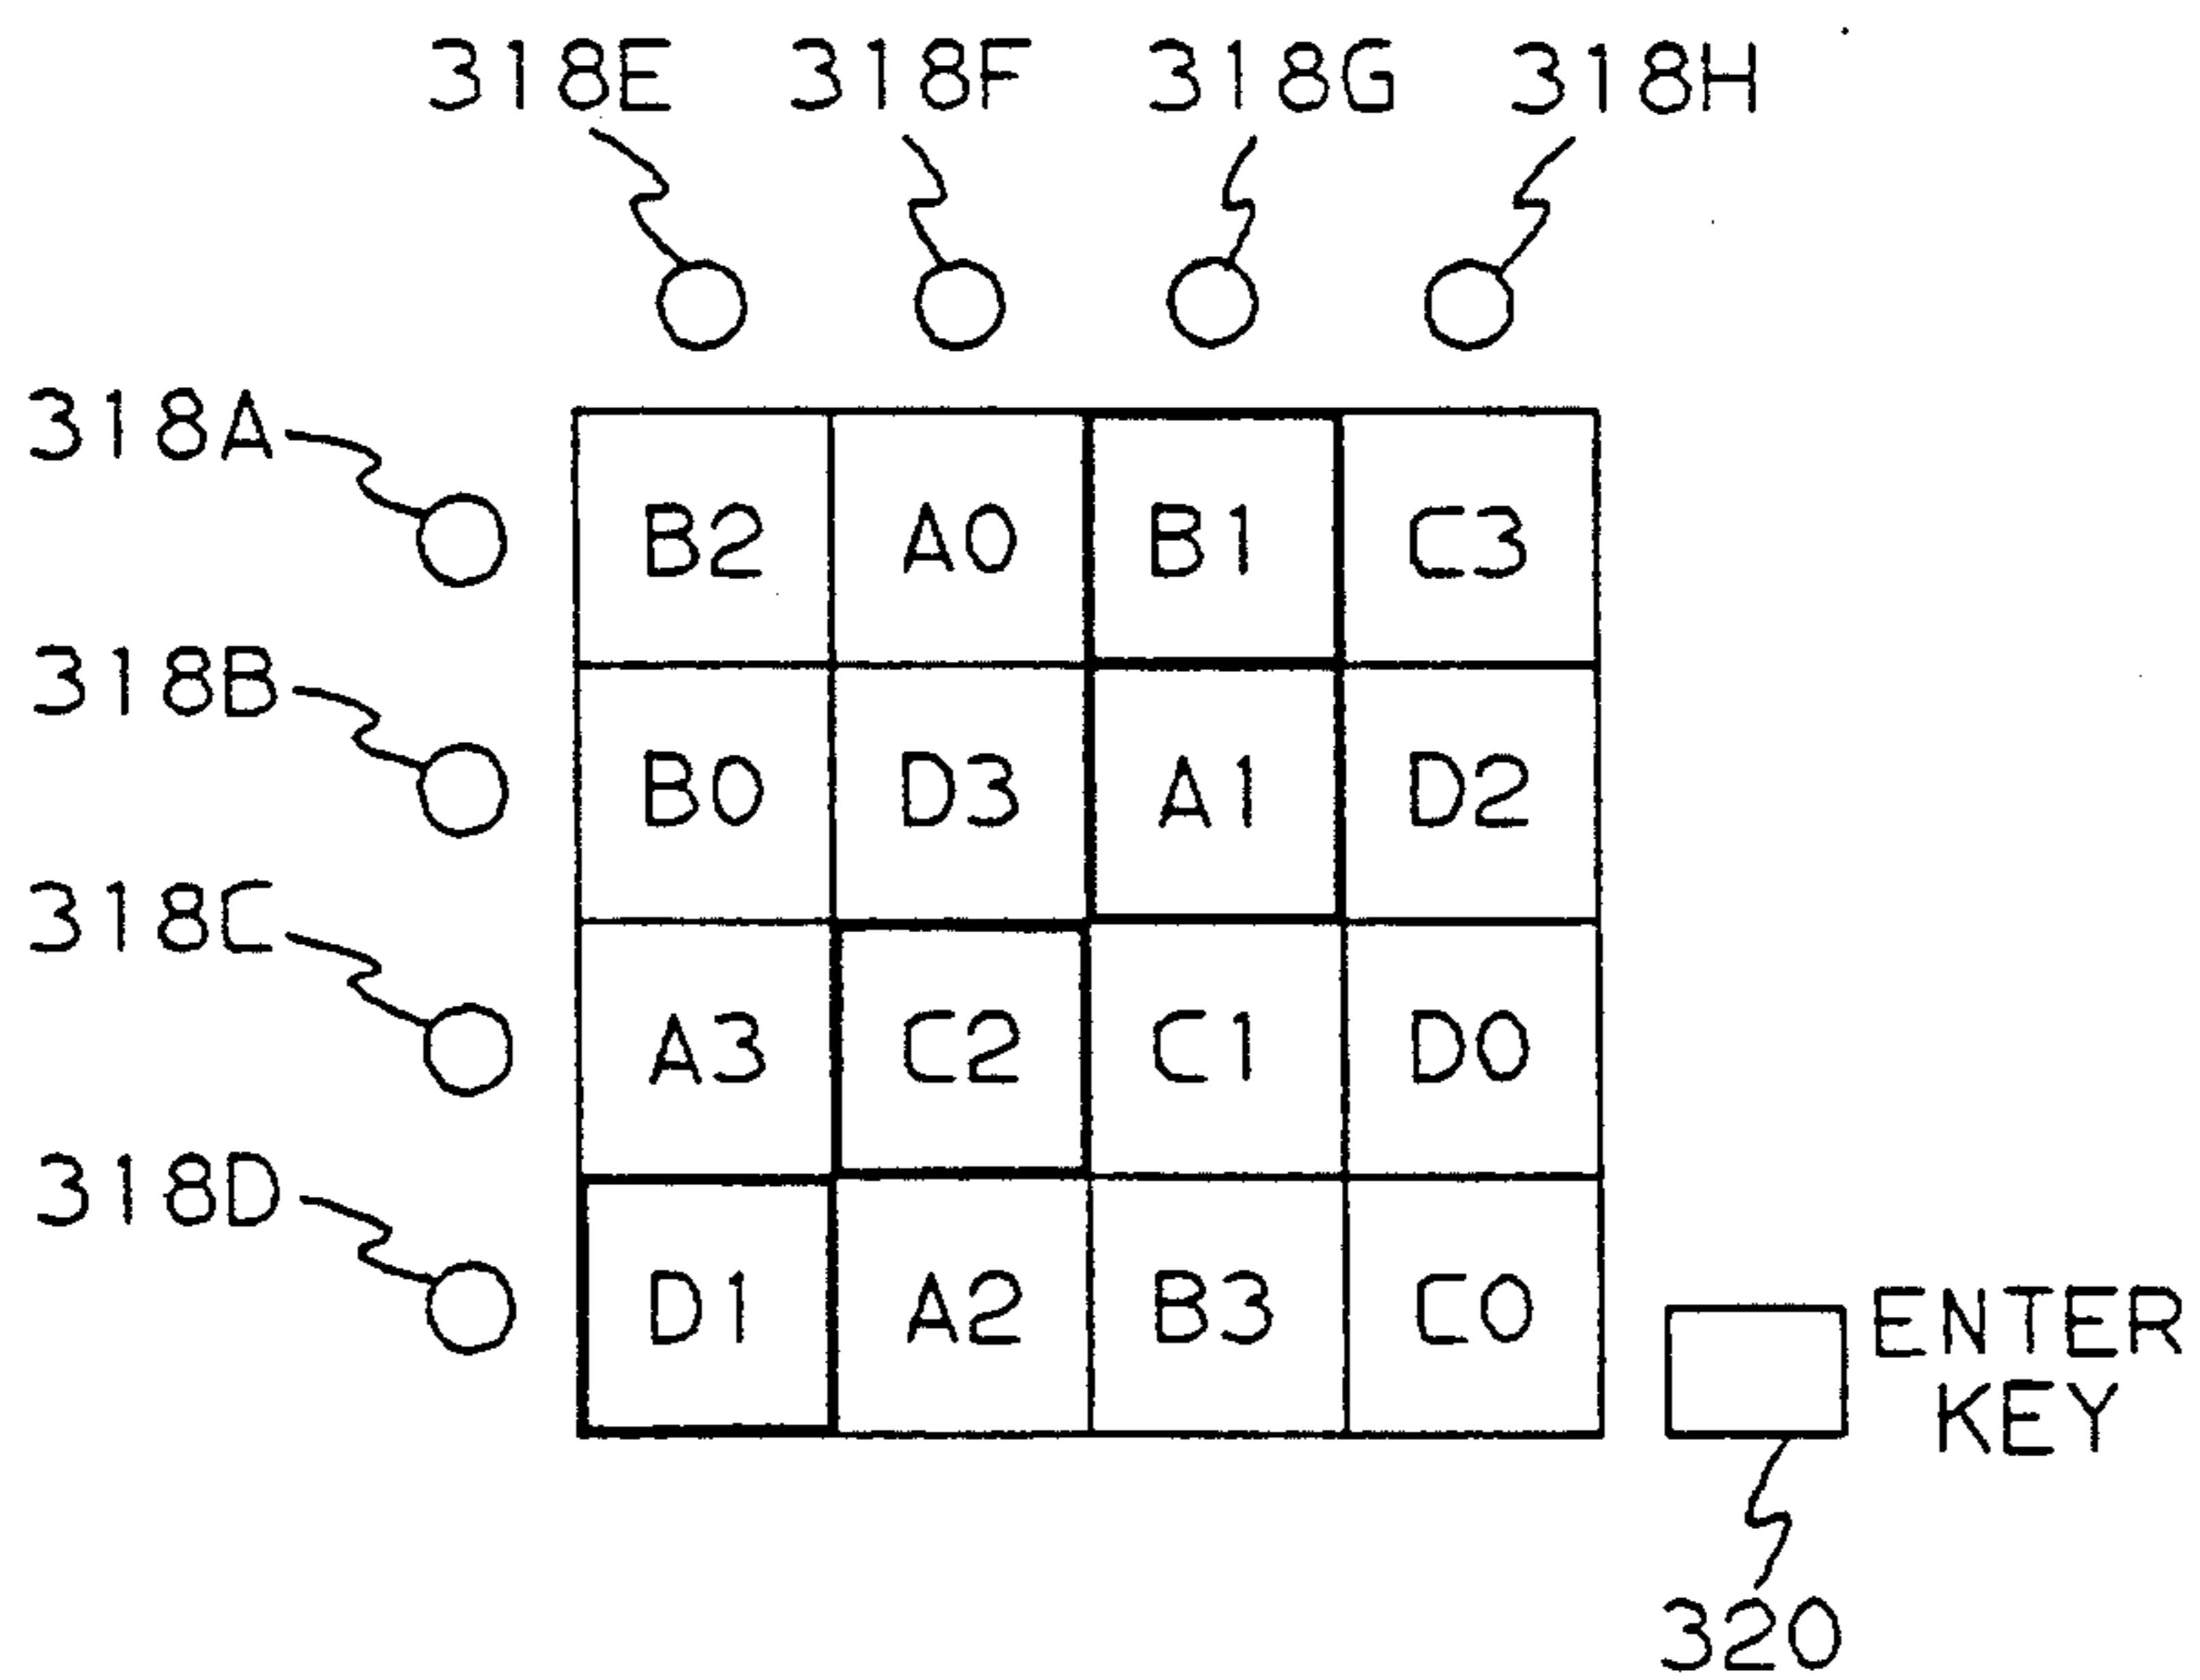 318E 318F 318G 318H
318A
B2 A0 B1 C3
318B
B0 D3 A1 D2
318C
A3 C2 C1 D0
318D
D1 A2 B3 C0
ENTER
KEY
320